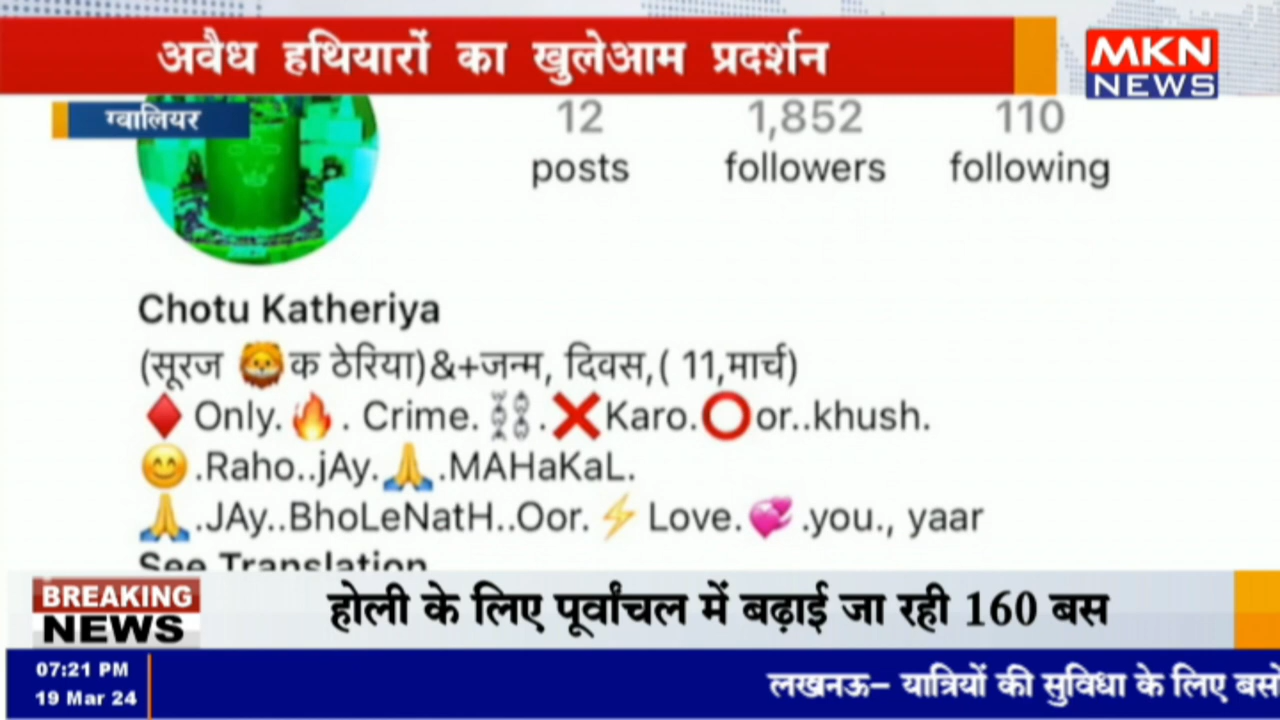 अवैध हथियारों का खुलेआम प्रदर्शन
MKN
NEWS
ग्वालियर
12
1,852
110
posts
followers
following
Chotu Katheriya
(सूरज 🦁क ठेरिया)&+जन्म, दिवस,( 11,मार्च)
♦️Only.🔥. Crime.⛓️.❌Karo.⭕or..khush.
😊.Raho..jAy.🙏.MAHaKaL.
🙏.JAy..BhoLeNatH..Oor.⚡Love.💞.you., yaar
See Translation
BREAKING
NEWS
होली के लिए पूर्वांचल में बढ़ाई जा रही 160 बस
07:21 PM
19 Mar 24
लखनऊ– यात्रियों की सुविधा के लिए बसो